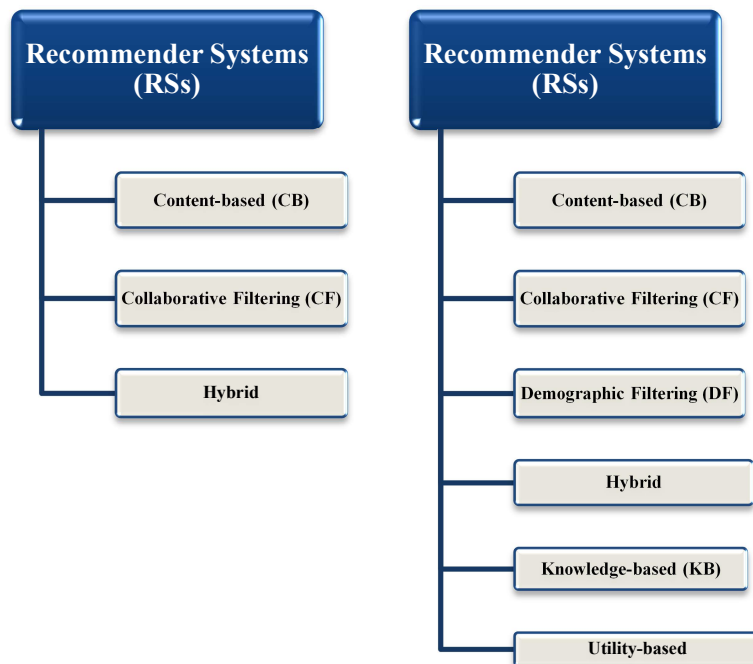 Recommender Systems
(RSs)
Content-based (CB)
Collaborative Filtering (CF)
Hybrid
Recommender Systems
(RSs)
Content-based (CB)
Collaborative Filtering (CF)
Demographic Filtering (DF)
Hybrid
Knowledge-based (KB)
Utility-based